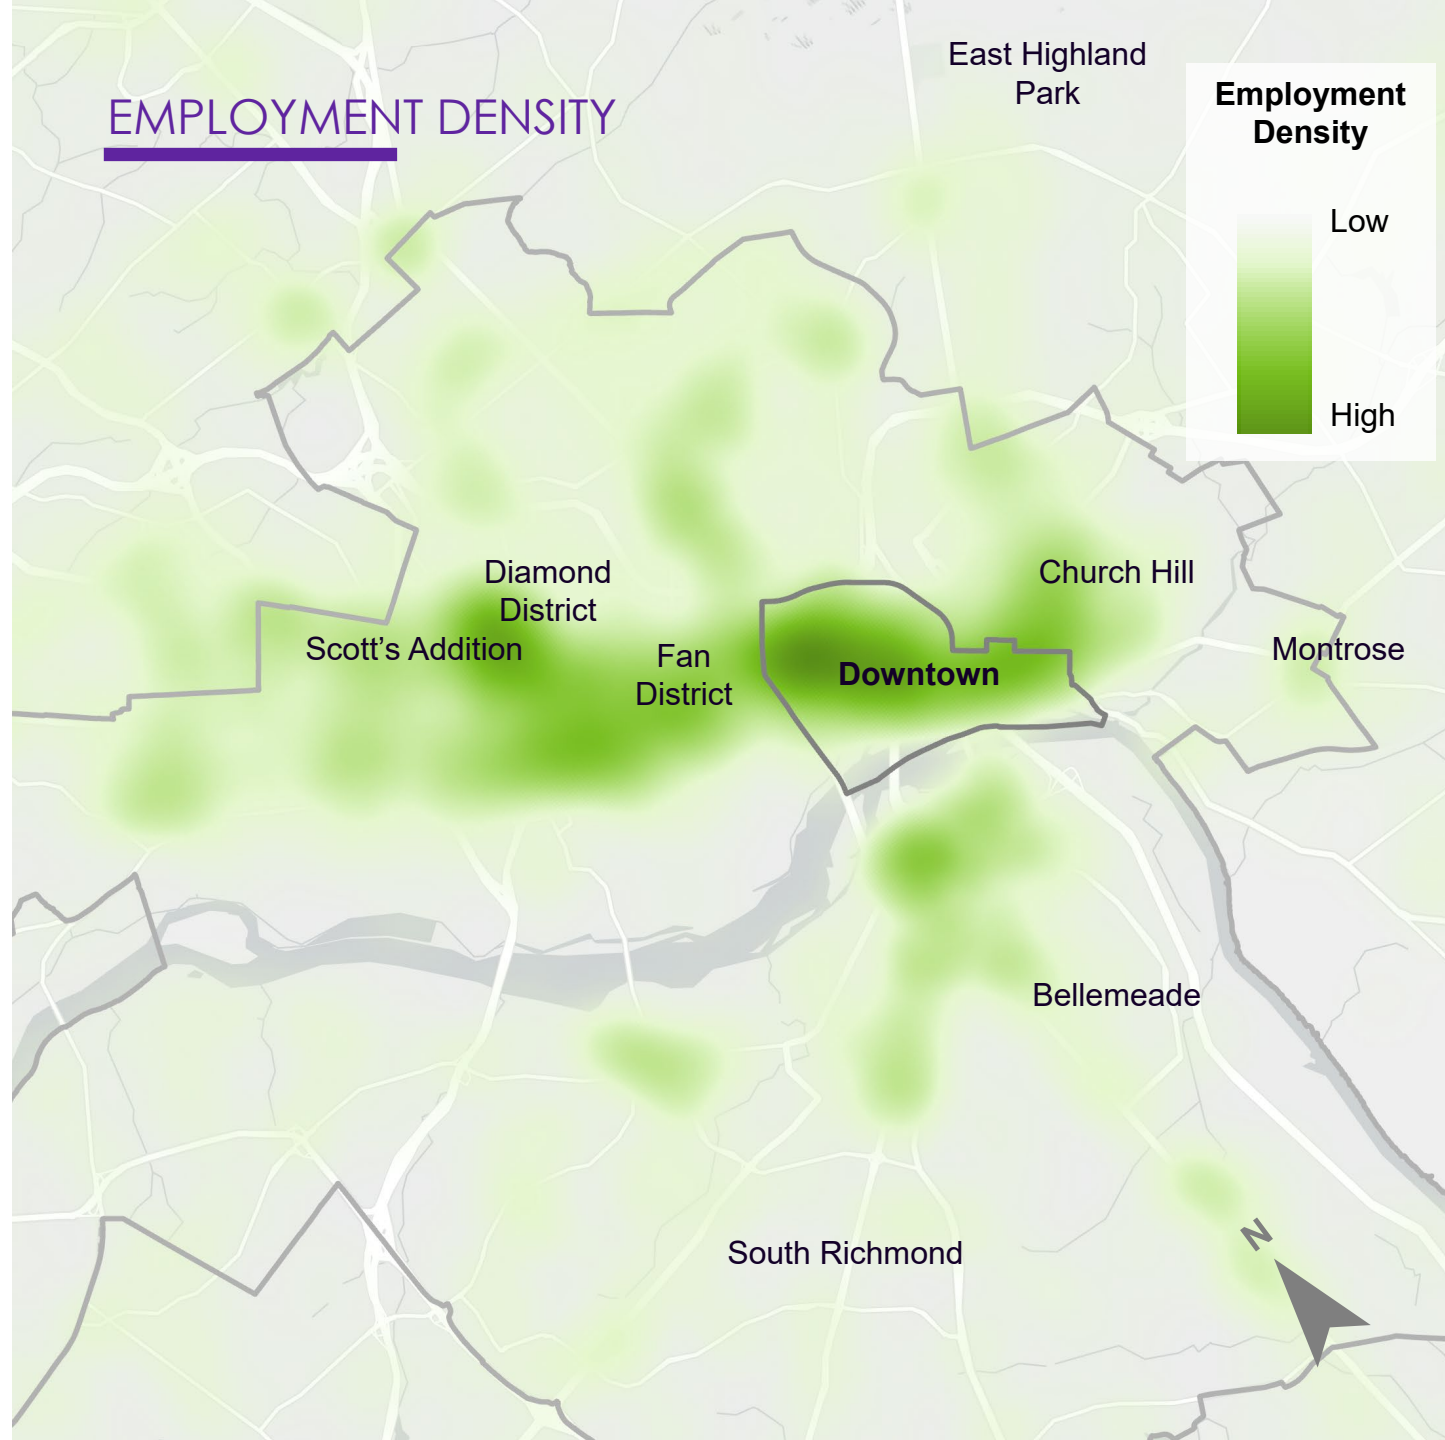 East Highland
Park
EMPLOYMENT DENSITY
Employment
Density
Low
High
Diamond
District
Church Hill
Scott’s Addition
Fan
District
Downtown
Montrose
Bellemeade
South Richmond
N